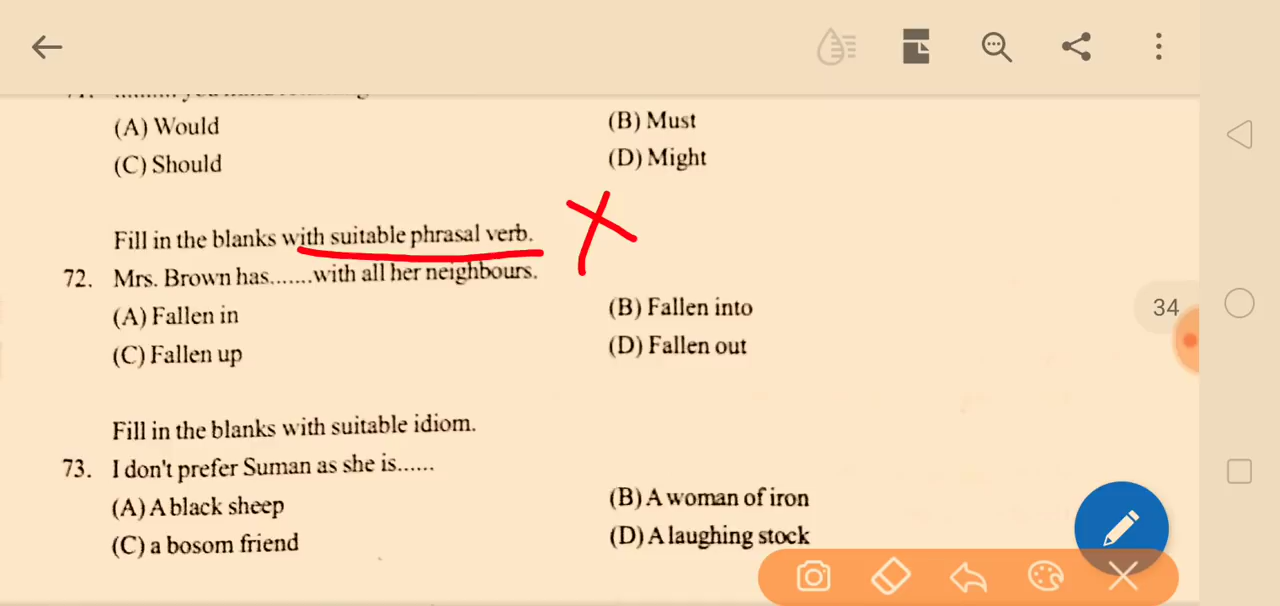 (A) Would (B) Must
(C) Should (D) Might
Fill in the blanks with suitable phrasal verb.
72. Mrs. Brown has.......with all her neighbours.
(A) Fallen in (B) Fallen into
34
(C) Fallen up (D) Fallen out
Fill in the blanks with suitable idiom.
73. I don't prefer Suman as she is......
(A) A black sheep (B) A woman of iron
(C) a bosom friend (D) A laughing stock